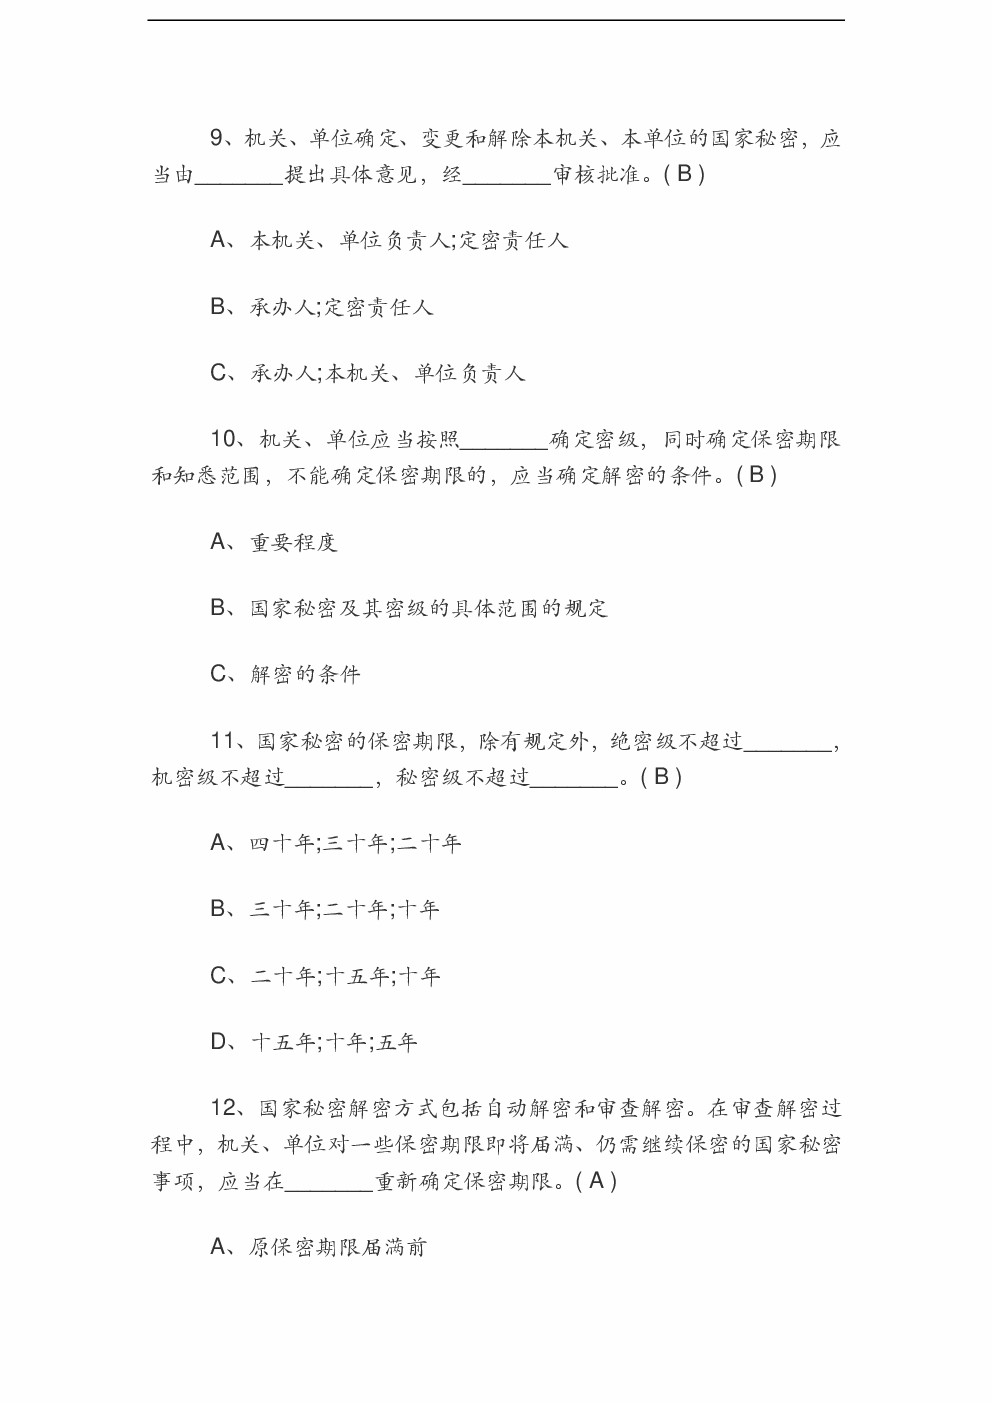 9、机关、单位确定、变更和解除本机关、本单位的国家秘密，应
当由_______提出具体意见，经_______审核批准。( B )
A、本机关、单位负责人;定密责任人
B、承办人;定密责任人
C、承办人;本机关、单位负责人
10、机关、单位应当按照_______确定密级，同时确定保密期限
和知悉范围，不能确定保密期限的，应当确定解密的条件。( B )
A、重要程度
B、国家秘密及其密级的具体范围的规定
C、解密的条件
11、国家秘密的保密期限，除有规定外，绝密级不超过_______，
机密级不超过_______，秘密级不超过_______。( B )
A、四十年;三十年;二十年
B、三十年;二十年;十年
C、二十年;十五年;十年
D、十五年;十年;五年
12、国家秘密解密方式包括自动解密和审查解密。在审查解密过
程中，机关、单位对一些保密期限即将届满、仍需继续保密的国家秘密
事项，应当在_______重新确定保密期限。( A )
A、原保密期限届满前